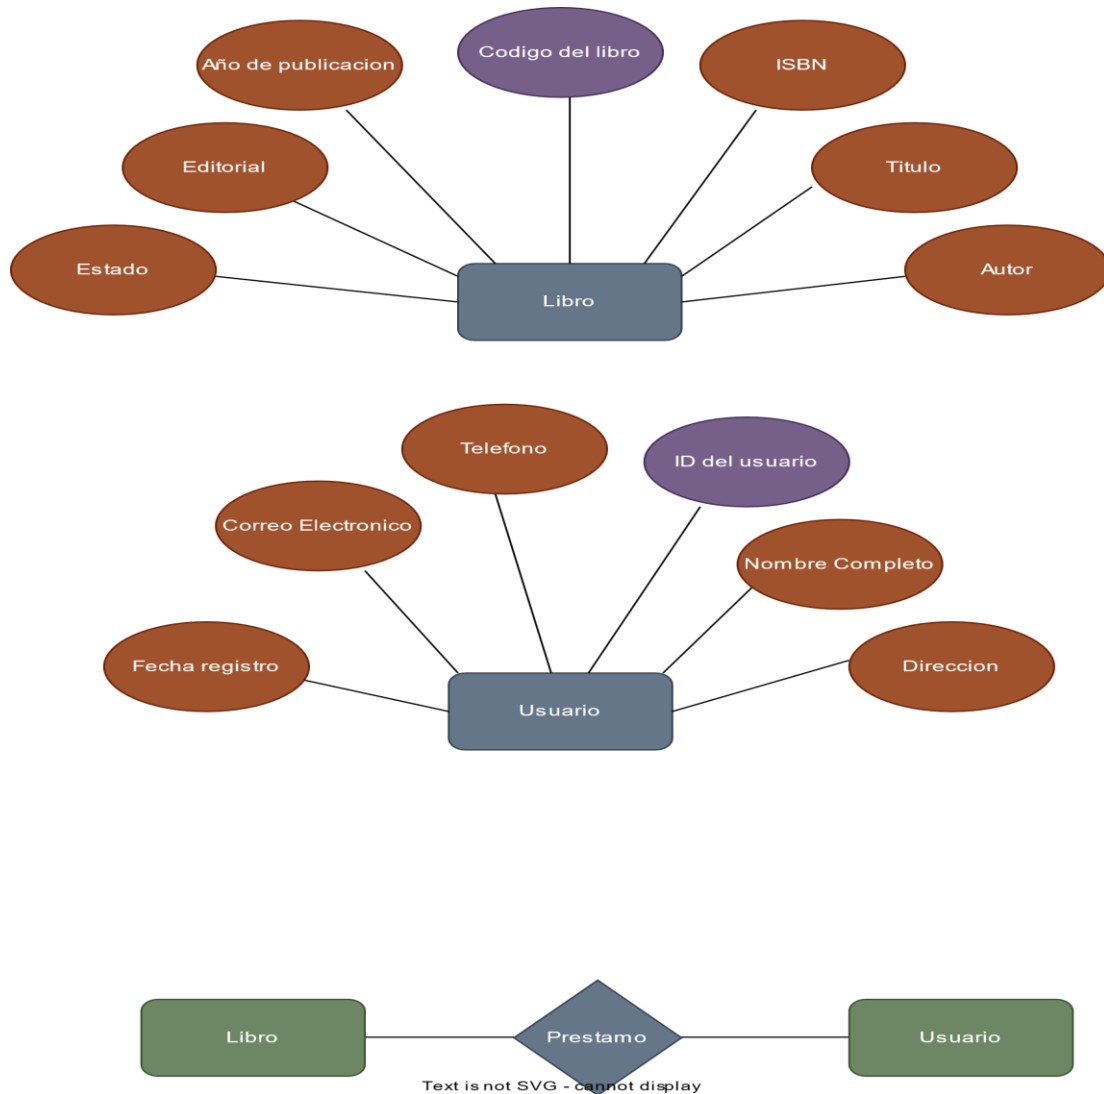 Año de publicacion
Codigo del libro
ISBN
Editorial
Titulo
Estado
Autor
Libro
Telefono
ID del usuario
Correo Electronico
Nombre Completo
Fecha registro
Direccion
Usuario
Libro
Prestamo
Usuario
Text is not SVG - cannot display